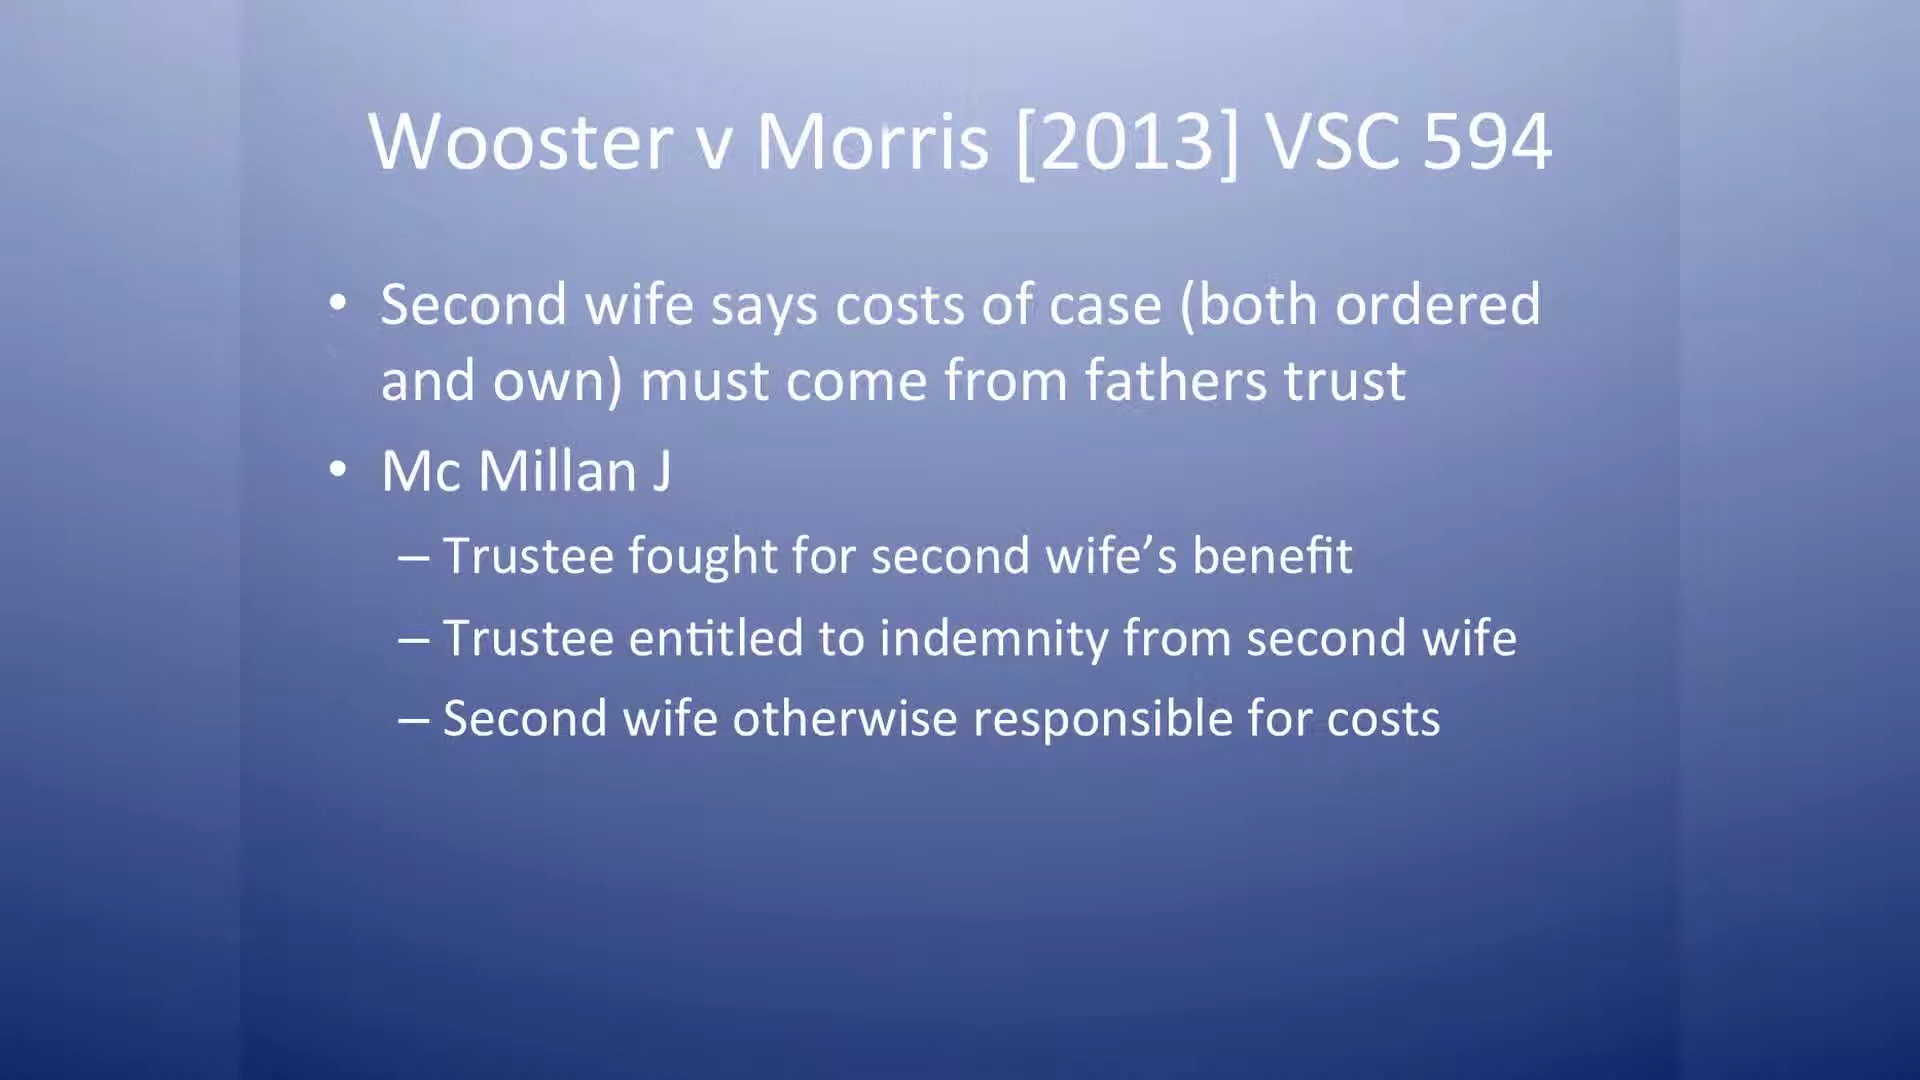 Wooster v Morris [2013] VSC 594
• Second wife says costs of case (both ordered
and own) must come from fathers trust
• Mc Millan J
– Trustee fought for second wife’s benefit
– Trustee entitled to indemnity from second wife
– Second wife otherwise responsible for costs